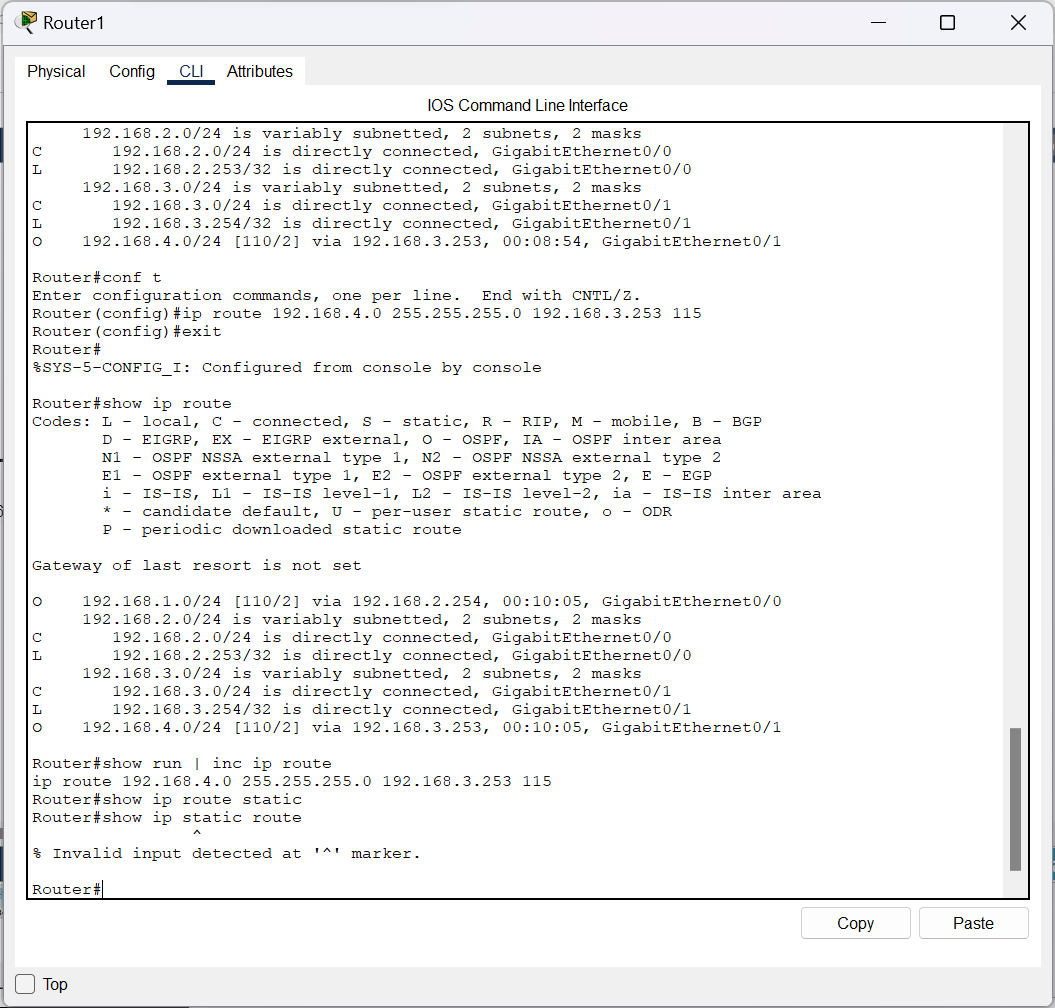 Router1
Physical Config CLI Attributes
IOS Command Line Interface
192.168.2.0/24 is variably subnetted, 2 subnets, 2 masks
C 192.168.2.0/24 is directly connected, GigabitEthernet0/0
L 192.168.2.253/32 is directly connected, GigabitEthernet0/0
192.168.3.0/24 is variably subnetted, 2 subnets, 2 masks
C 192.168.3.0/24 is directly connected, GigabitEthernet0/1
L 192.168.3.254/32 is directly connected, GigabitEthernet0/1
O 192.168.4.0/24 [110/2] via 192.168.3.253, 00:08:54, GigabitEthernet0/1
Router#conf t
Enter configuration commands, one per line. End with CNTL/Z.
Router(config)#ip route 192.168.4.0 255.255.255.0 192.168.3.253 115
Router(config)#exit
Router#
%SYS-5-CONFIG_I: Configured from console by console
Router#show ip route
Codes: L - local, C - connected, S - static, R - RIP, M - mobile, B - BGP
D - EIGRP, EX - EIGRP external, O - OSPF, IA - OSPF inter area
N1 - OSPF NSSA external type 1, N2 - OSPF NSSA external type 2
E1 - OSPF external type 1, E2 - OSPF external type 2, E - EGP
i - IS-IS, L1 - IS-IS level-1, L2 - IS-IS level-2, ia - IS-IS inter area
* - candidate default, U - per-user static route, o - ODR
P - periodic downloaded static route
Gateway of last resort is not set
O 192.168.1.0/24 [110/2] via 192.168.2.254, 00:10:05, GigabitEthernet0/0
192.168.2.0/24 is variably subnetted, 2 subnets, 2 masks
C 192.168.2.0/24 is directly connected, GigabitEthernet0/0
L 192.168.2.253/32 is directly connected, GigabitEthernet0/0
192.168.3.0/24 is variably subnetted, 2 subnets, 2 masks
C 192.168.3.0/24 is directly connected, GigabitEthernet0/1
L 192.168.3.254/32 is directly connected, GigabitEthernet0/1
O 192.168.4.0/24 [110/2] via 192.168.3.253, 00:10:05, GigabitEthernet0/1
Router#show run | inc ip route
ip route 192.168.4.0 255.255.255.0 192.168.3.253 115
Router#show ip route static
Router#show ip static route
^
% Invalid input detected at '^' marker.
Router#
Copy Paste
Top